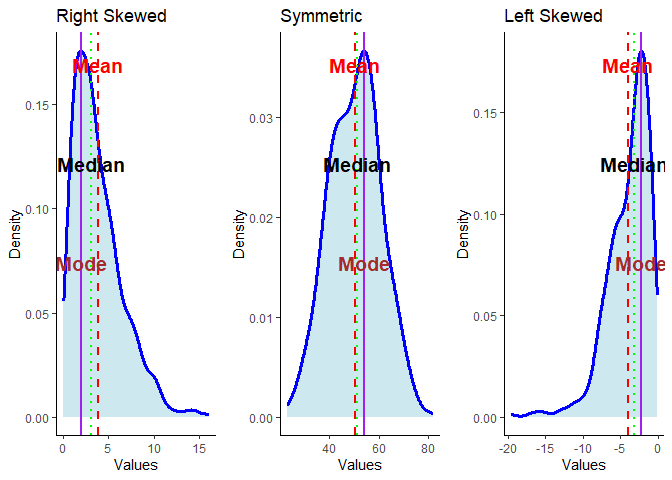 Right Skewed
Mean
Median
Mode
Density
0.15
0.10
0.05
0.00
0 5 10 15
Values
Symmetric
Mean
Median
Mode
Density
0.03
0.02
0.01
0.00
40 60 80
Values
Left Skewed
Mean
Median
Mode
Density
0.15
0.10
0.05
0.00
-20 -15 -10 -5 0
Values